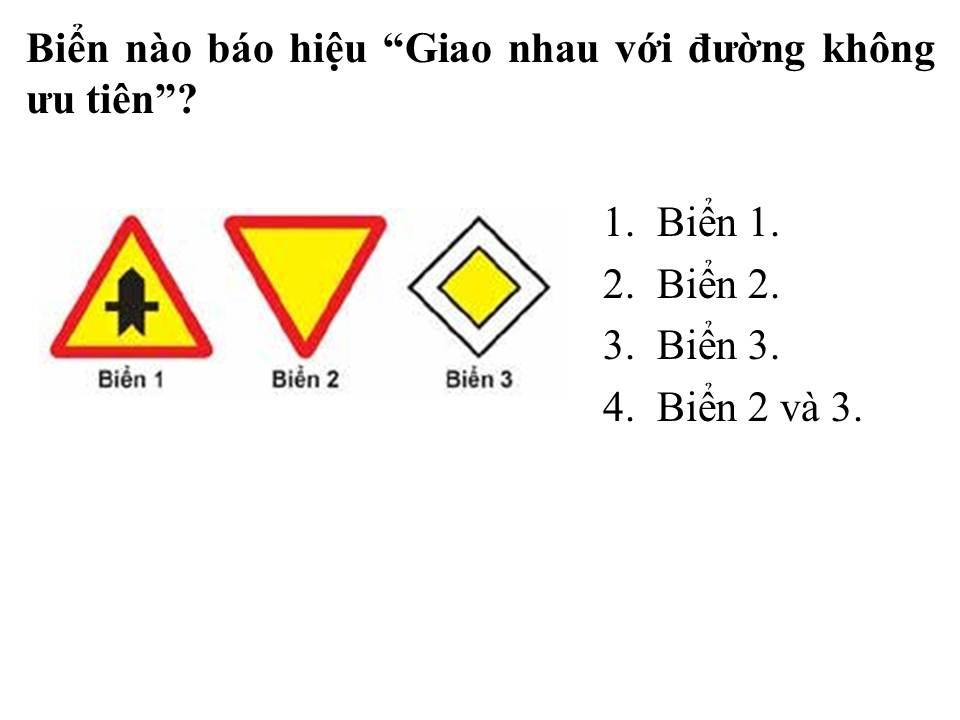 Biển nào báo hiệu “Giao nhau với đường không
ưu tiên”?
1. Biển 1.
2. Biển 2.
3. Biển 3.
4. Biển 2 và 3.
Biển 1
Biển 2
Biển 3